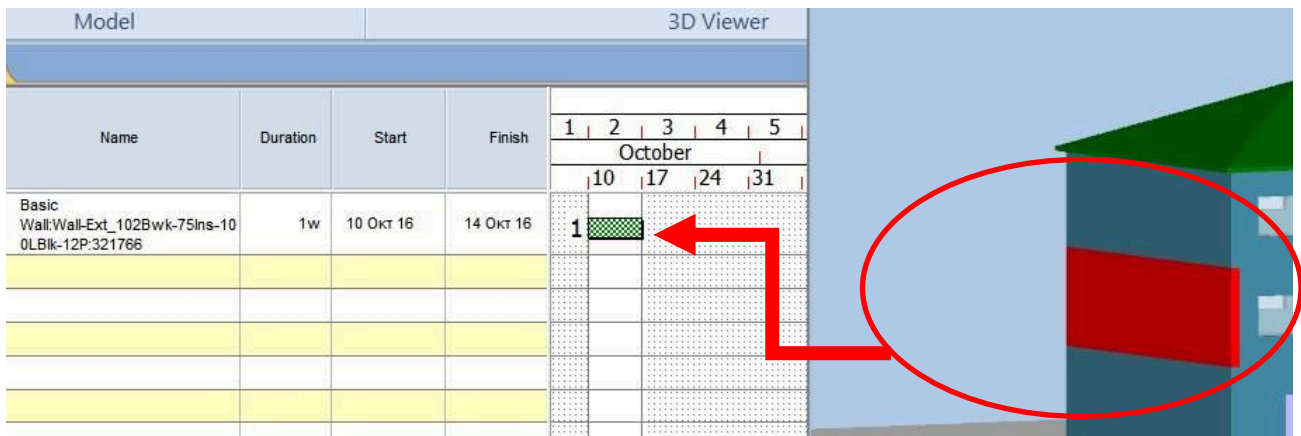 Model 3D Viewer
Name Duration Start Finish
1 2 3 4 5
October
10 17 24 31
Basic
Wall:Wall-Ext_102Bwk-75Ins-10 1w 10 Окт 16 14 Окт 16 1
0LBlk-12P:321766